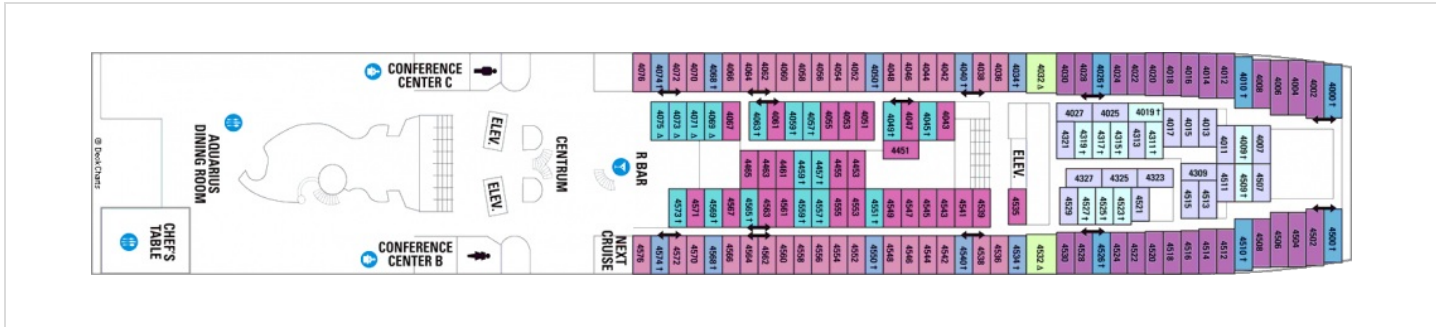 CONFERENCE
CENTER C
AQUARIUS
DINING ROOM
@ Deck Charts
CHEF'S
TABLE
CONFERENCE
CENTER B
ELEV.
ELEV.
CENTRUM
R BAR
NEXT
CRUISE
ELEV.
4076 4074† 4072 4070 4068† 4066 4064 4062 4060 4058 4056 4054 4052 4050† 4048 4046 4044 4042 4040† 4038 4036 4034† 4032 Δ 4030 4028 4026† 4024 4022 4020 4018 4016 4014 4012 4010† 4008 4006 4004 4002 4000†
4075 Δ 4073 Δ 4071 Δ 4069 Δ 4067 4063† 4061 4059† 4057† 4055 4053 4051 4049† 4047 4045† 4043
4451
4027 4025 4019†
4321 4319† 4317† 4315† 4313 4311†
4017 4015 4013 4011 4009† 4007
4465 4463 4461 4459† 4457† 4455 4453
4327 4325 4323 4309
4529 4527† 4525† 4523† 4521 4515 4513 4511 4509† 4507
4573† 4571 4569† 4567 4565† 4563 4561 4559† 4557† 4555 4553 4551† 4549 4547 4545 4543 4541 4539 4535
4576 4574† 4572 4570 4568† 4566 4564 4562 4560 4558 4556 4554 4552 4550† 4548 4546 4544 4542 4540† 4538 4536 4534† 4532 Δ 4530 4528 4526† 4524 4522 4520 4518 4516 4514 4512 4510† 4508 4506 4504 4502 4500†